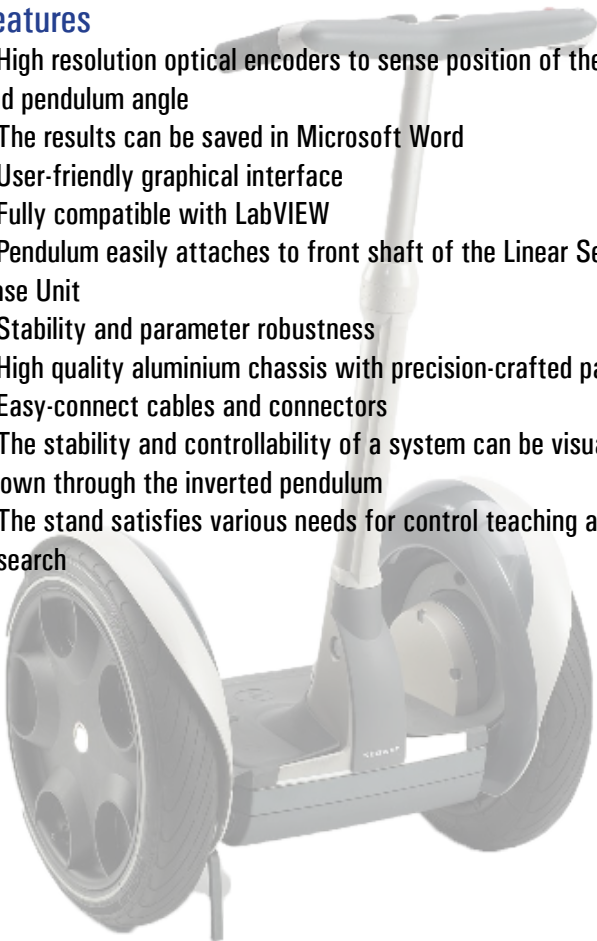 eatures
High resolution optical encoders to sense position of the
d pendulum angle
The results can be saved in Microsoft Word
User-friendly graphical interface
Fully compatible with LabVIEW
Pendulum easily attaches to front shaft of the Linear Se
se Unit
Stability and parameter robustness
High quality aluminium chassis with precision-crafted pa
Easy-connect cables and connectors
The stability and controllability of a system can be visua
own through the inverted pendulum
The stand satisfies various needs for control teaching a
search
SEGWAY